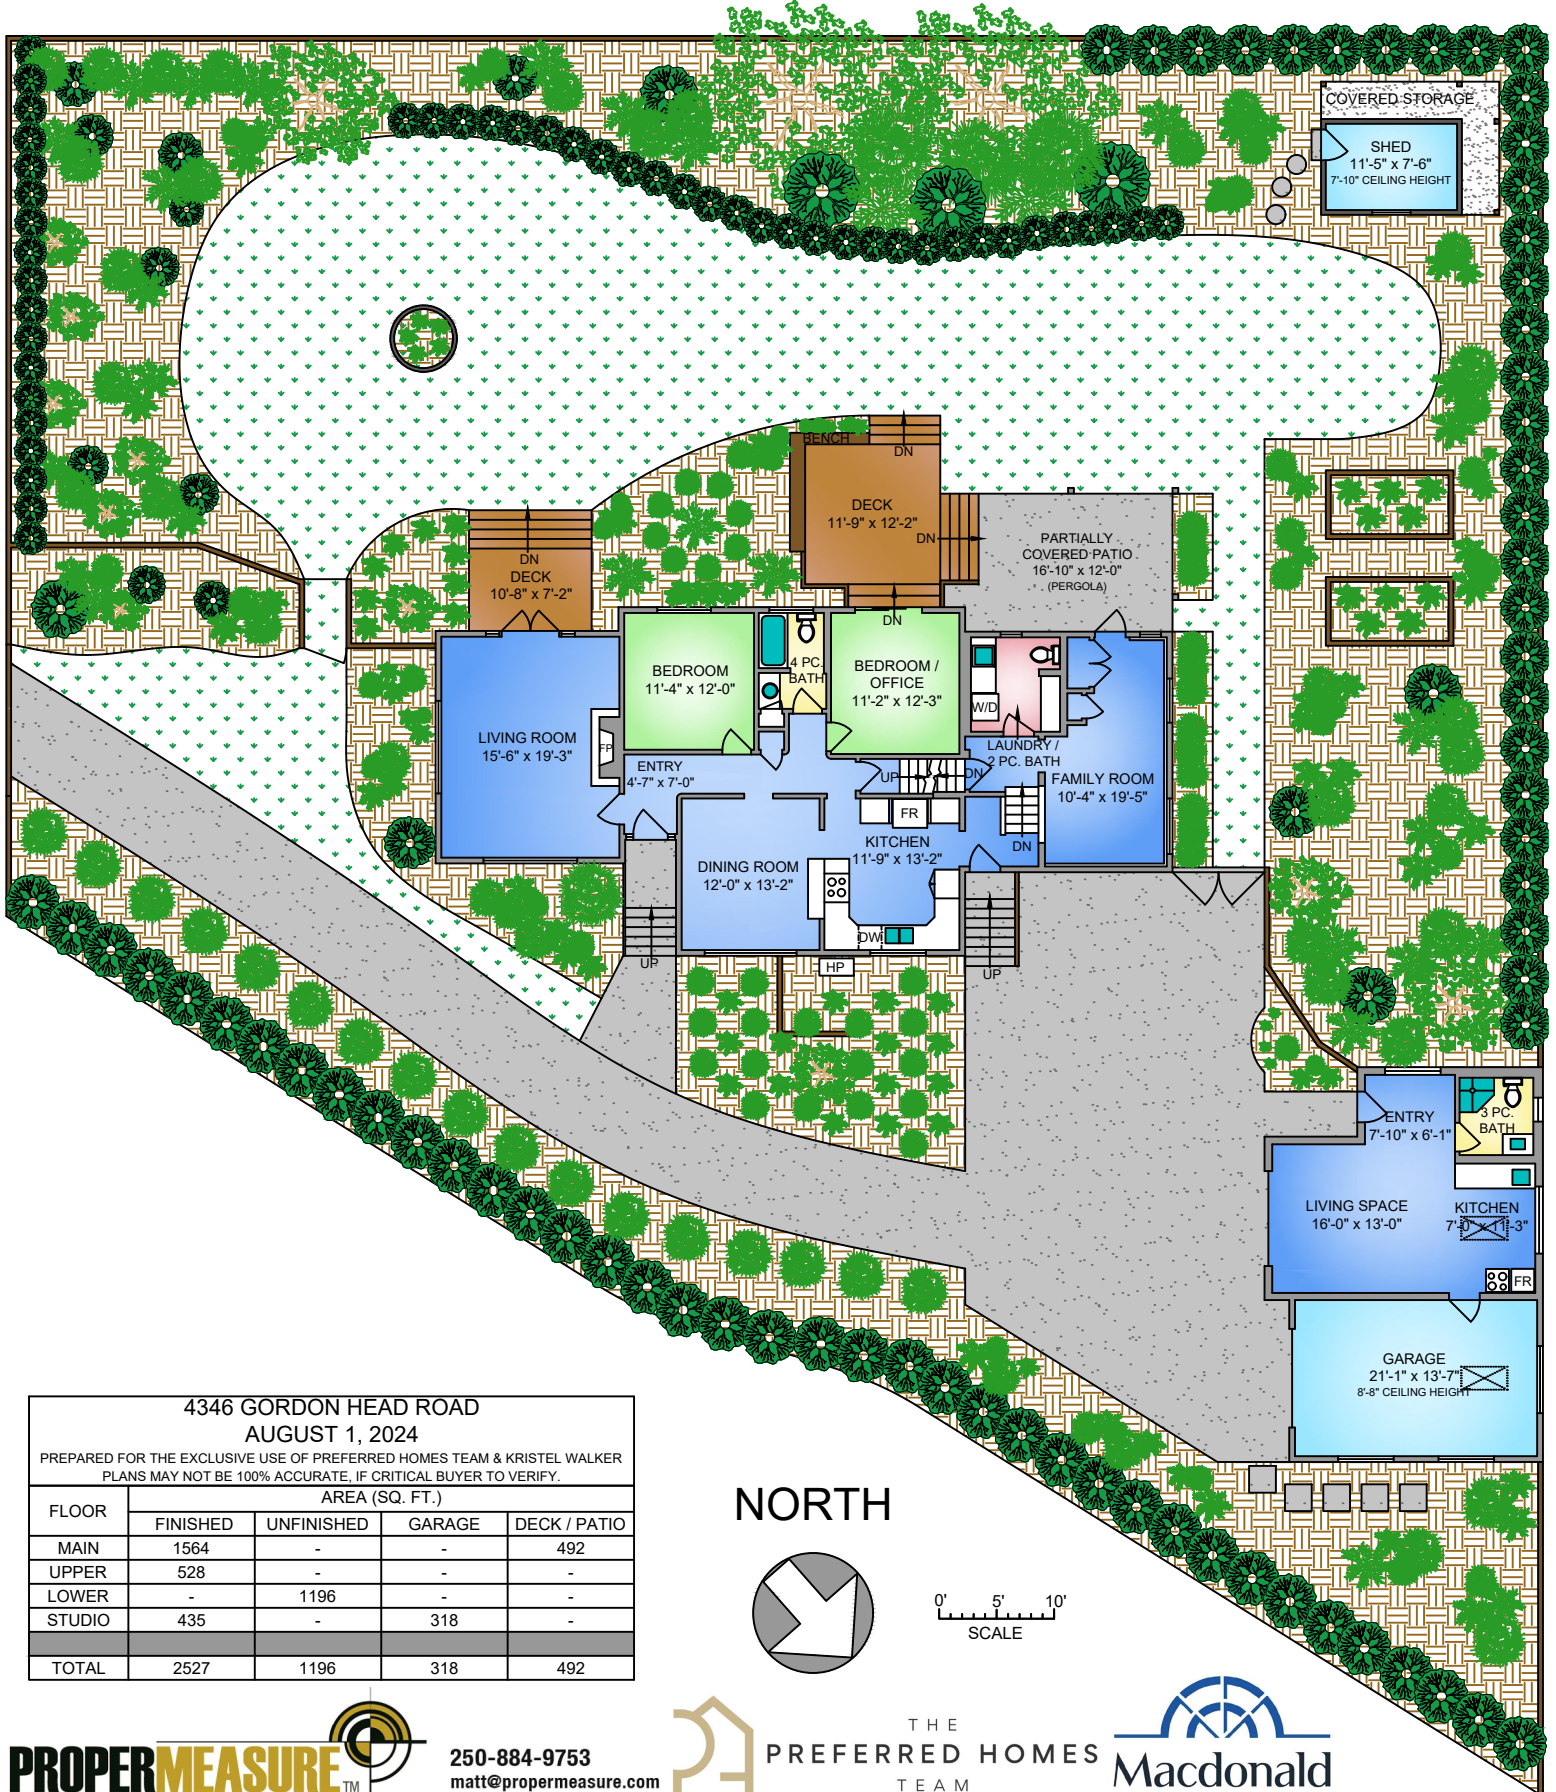 COVERED STORAGE
SHED
11'-5" x 7'-6"
7'-10" CEILING HEIGHT
BENCH
DN
DECK
11'-9" x 12'-2"
DN
PARTIALLY
COVERED PATIO
16'-10" x 12'-0"
(PERGOLA)
DN
DECK
10'-8" x 7'-2"
DN
BEDROOM
11'-4" x 12'-0"
4 PC.
BATH
BEDROOM /
OFFICE
11'-2" x 12'-3"
W/D
LIVING ROOM
15'-6" x 19'-3"
FP
ENTRY
4'-7" x 7'-0"
LAUNDRY /
2 PC. BATH
UP
DN
FAMILY ROOM
10'-4" x 19'-5"
FR
KITCHEN
11'-9" x 13'-2"
DN
DINING ROOM
12'-0" x 13'-2"
DW
UP
HP
UP
ENTRY
7'-10" x 6'-1"
3 PC.
BATH
LIVING SPACE
16'-0" x 13'-0"
KITCHEN
7'-0" x 11'-3"
FR
GARAGE
21'-1" x 13'-7"
8'-8" CEILING HEIGHT
4346 GORDON HEAD ROAD
AUGUST 1, 2024
PREPARED FOR THE EXCLUSIVE USE OF PREFERRED HOMES TEAM & KRISTEL WALKER
PLANS MAY NOT BE 100% ACCURATE, IF CRITICAL BUYER TO VERIFY.
FLOOR AREA (SQ. FT.)
FINISHED UNFINISHED GARAGE DECK / PATIO
MAIN 1564 - - 492
UPPER 528 - - -
LOWER - 1196 - -
STUDIO 435 - 318 -
TOTAL 2527 1196 318 492
NORTH
0' 5' 10'
SCALE
PROPERMEASURE TM
250-884-9753
matt@propermeasure.com
THE
PREFERRED HOMES
TEAM
Macdonald